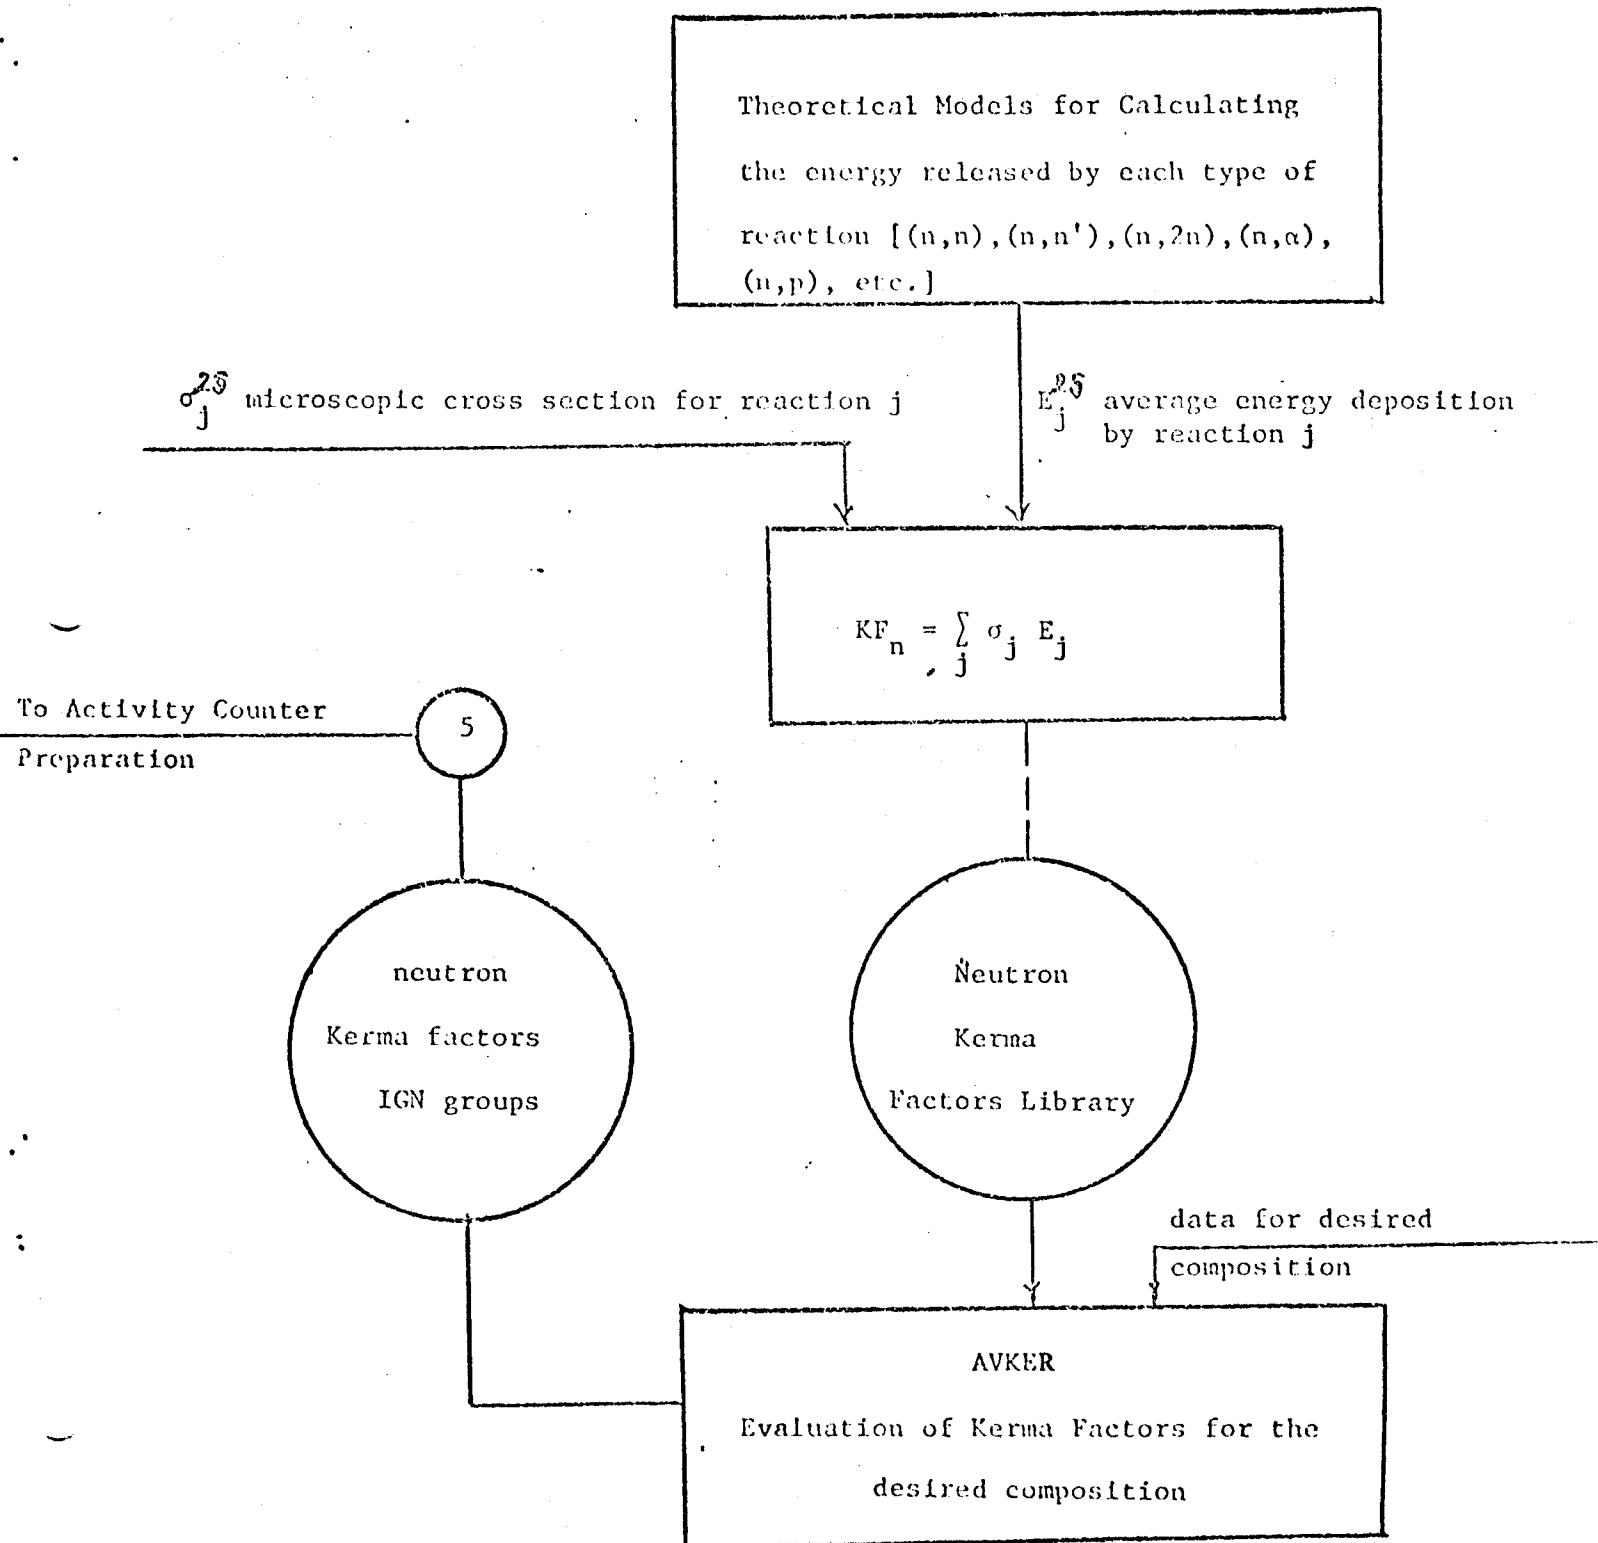 Theoretical Models for Calculating
the energy released by each type of
reaction [(n,n),(n,n'),(n,2n),(n,α),
(n,p), etc.]
σj microscopic cross section for reaction j
Ej average energy deposition
by reaction j
KFn = ∑j σj Ej
To Activity Counter
Preparation
5
neutron
Kerma factors
IGN groups
Neutron
Kerma
Factors Library
data for desired
composition
AVKER
Evaluation of Kerma Factors for the
desired composition